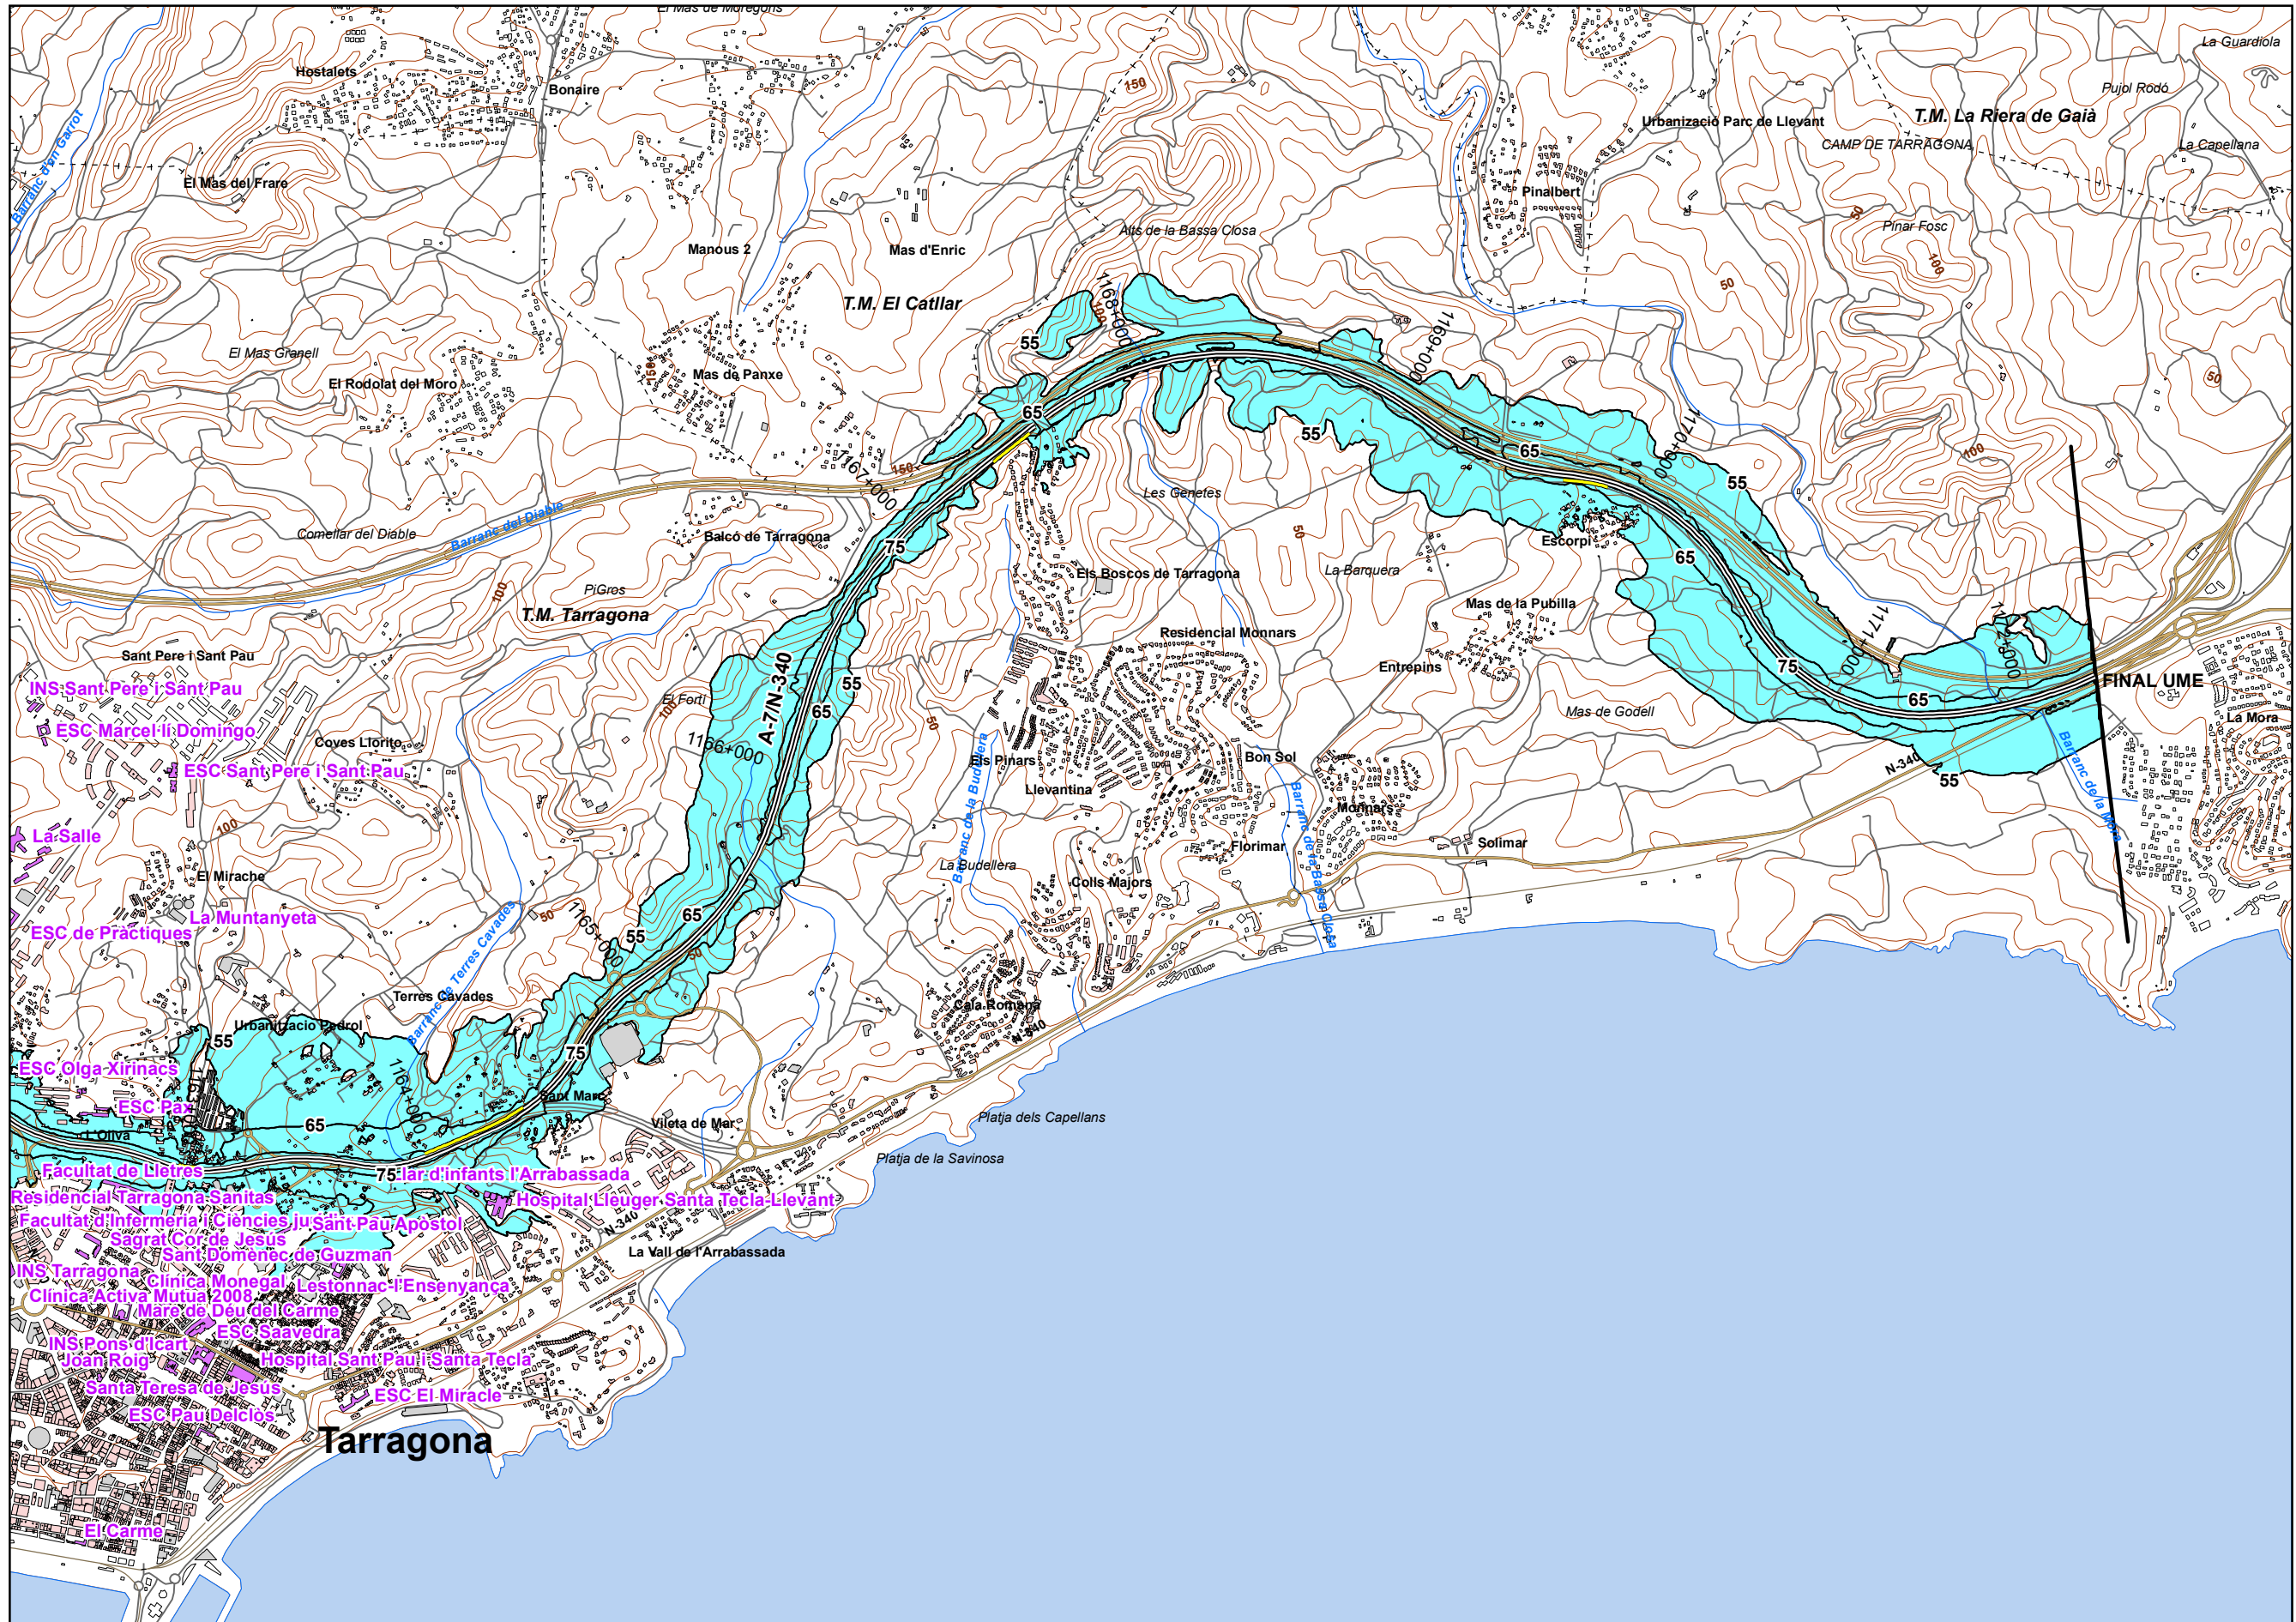 El Mas de Moregons
La Guardiola
Hostalets
Bonaire
150
Pujol Rodó
T.M. La Riera de Gaià
Urbanització Parc de Llevant
CAMP DE TARRAGONA
La Capellana
Barranc d'en Garrot
El Mas del Frare
Pinalbert
50
Pinar Fosc
Alts de la Bassa Closa
Manous 2
Mas d'Enric
100
50
T.M. El Catllar
100
1168+000
1169+000
55
El Mas Granell
El Rodolat del Moro
150
Mas de Panxe
50
65
55
65
1170+000
100
150
1167+000
55
Les Genetes
Comellar del Diable
Barranc del Diable
Balcó de Tarragona
75
50
Escorpí
65
Els Boscos de Tarragona
La Barquera
100
PiGros
T.M. Tarragona
Mas de la Pubilla
1171+000
1172+000
Residencial Monnars
Sant Pere i Sant Pau
Entrepins
75
FINAL UME
INS Sant Pere i Sant Pau
El Fortí
100
A-7/N-340
55
65
65
Mas de Godell
La Mora
ESC Marcel·lí Domingo
50
Coves Llorito
1166+000
Els Pinars
Bon Sol
N-340
55
Barranc de la Mora
ESC Sant Pere i Sant Pau
Llevantina
Barranc de la Budellera
Monnars
Barranc de la Bassa Closa
100
La Salle
Florimar
Solimar
El Mirache
La Budellera
Colls Majors
La Muntanyeta
50
65
ESC de Pràctiques
1165+000
55
50
Barranc de Terres Cavades
Terres Cavades
Cala Romana
N-340
Urbanització Pedrol
55
75
ESC Olga Xirinacs
1164+000
ESC Pax
Sant Marc
65
Vileta de Mar
Platja dels Capellans
L'Oliva
Platja de la Savinosa
Facultat de Lletres
75
Llar d'infants l'Arrabassada
Residencial Tarragona Sanitas
Hospital Lleuger Santa Tecla Llevant
Facultat d'Infermeria i Ciències ju
Sant Pau Apòstol
N-340
Sagrat Cor de Jesús
Sant Domènec de Guzman
La Vall de l'Arrabassada
INS Tarragona
Clínica Monegal
Lestonnac-l'Ensenyança
Clínica Activa Mutua 2008
Mare de Déu del Carme
ESC Saavedra
INS Pons d'Icart
Joan Roig
Hospital Sant Pau i Santa Tecla
Santa Teresa de Jesús
ESC El Miracle
ESC Pau Delclòs
Tarragona
El Carme